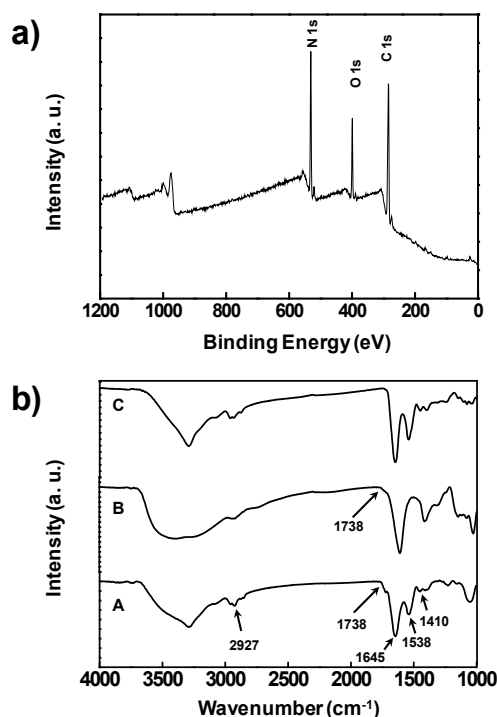 a)
N 1s
O 1s
C 1s
Intensity (a. u.)
1200 1000 800 600 400 200 0
Binding Energy (eV)
b)
C
B
1738
A
2927
1738
1645
1538
1410
Intensity (a. u.)
4000 3500 3000 2500 2000 1500 1000
Wavenumber (cm⁻¹)